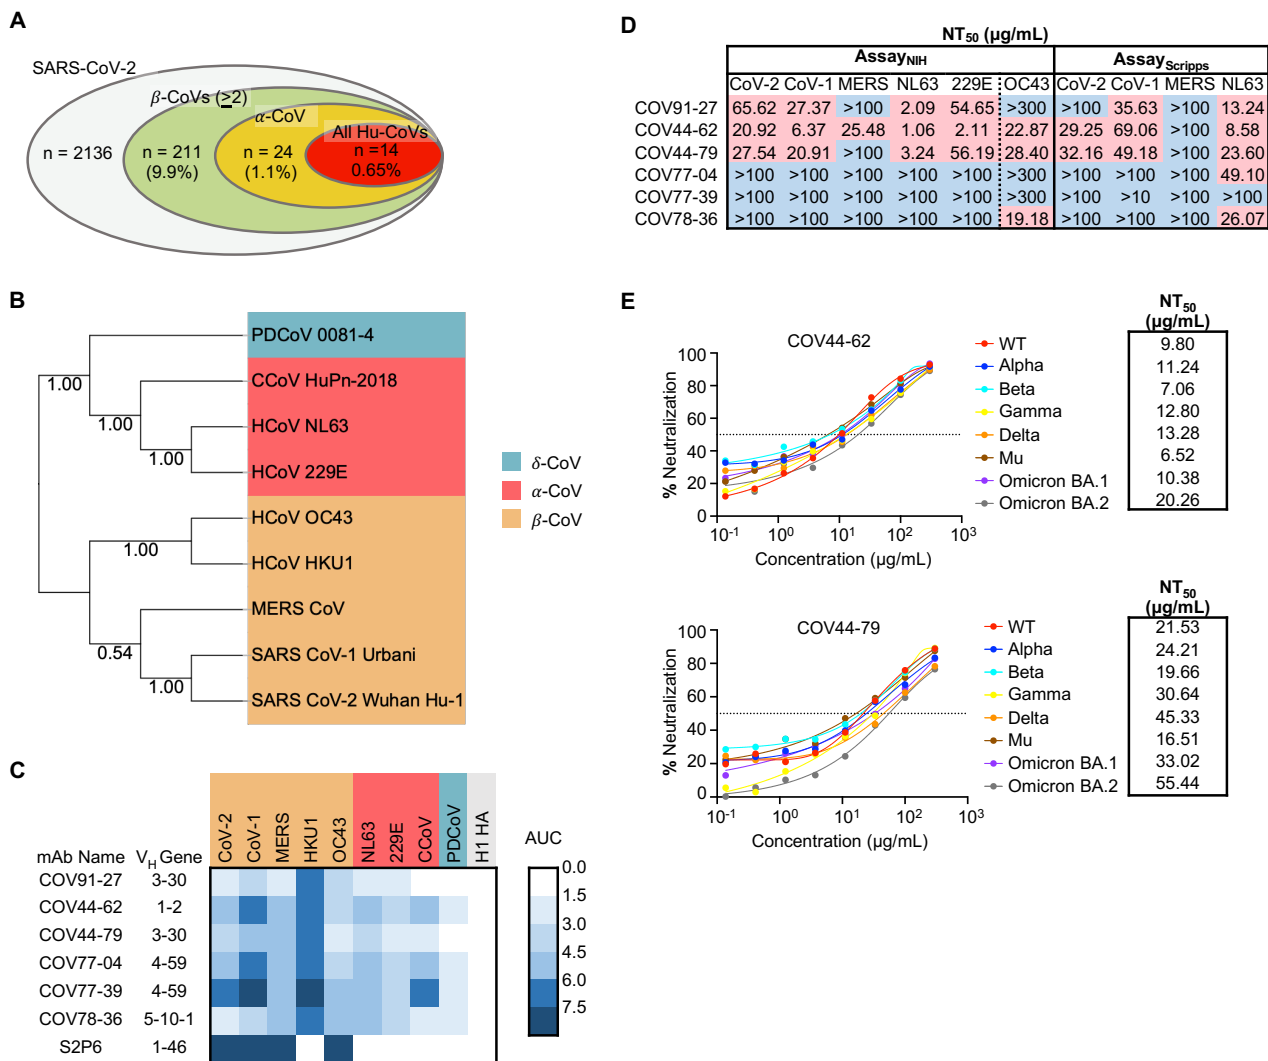 A
SARS-CoV-2
β-CoVs (≥2)
α-CoV
All Hu-CoVs
n = 2136
n = 211
(9.9%)
n = 24
(1.1%)
n =14
0.65%
B
PDCoV 0081-4
CCoV HuPn-2018
HCoV NL63
HCoV 229E
HCoV OC43
HCoV HKU1
MERS CoV
SARS CoV-1 Urbani
SARS CoV-2 Wuhan Hu-1
1.00
1.00
1.00
1.00
0.54
1.00
δ-CoV
α-CoV
β-CoV
C
mAb Name VH Gene CoV-2 CoV-1 MERS HKU1 OC43 NL63 229E CCoV PDCoV H1 HA
COV91-27 3-30
COV44-62 1-2
COV44-79 3-30
COV77-04 4-59
COV77-39 4-59
COV78-36 5-10-1
S2P6 1-46
AUC
0.0
1.5
3.0
4.5
6.0
7.5
D
NT50 (µg/mL)
AssayNIH AssayScripps
CoV-2 CoV-1 MERS NL63 229E OC43 CoV-2 CoV-1 MERS NL63
COV91-27 65.62 27.37 >100 2.09 54.65 >300 >100 35.63 >100 13.24
COV44-62 20.92 6.37 25.48 1.06 2.11 22.87 29.25 69.06 >100 8.58
COV44-79 27.54 20.91 >100 3.24 56.19 28.40 32.16 49.18 >100 23.60
COV77-04 >100 >100 >100 >100 >100 >300 >100 >100 >100 49.10
COV77-39 >100 >100 >100 >100 >100 >300 >100 >10 >100 >100
COV78-36 >100 >100 >100 >100 >100 19.18 >100 >100 >100 26.07
E
COV44-62
% Neutralization
100
80
60
40
20
0
10-1 100 101 102 103
Concentration (µg/mL)
NT50
(µg/mL)
WT 9.80
Alpha 11.24
Beta 7.06
Gamma 12.80
Delta 13.28
Mu 6.52
Omicron BA.1 10.38
Omicron BA.2 20.26
COV44-79
% Neutralization
100
80
60
40
20
0
10-1 100 101 102 103
Concentration (µg/mL)
NT50
(µg/mL)
WT 21.53
Alpha 24.21
Beta 19.66
Gamma 30.64
Delta 45.33
Mu 16.51
Omicron BA.1 33.02
Omicron BA.2 55.44